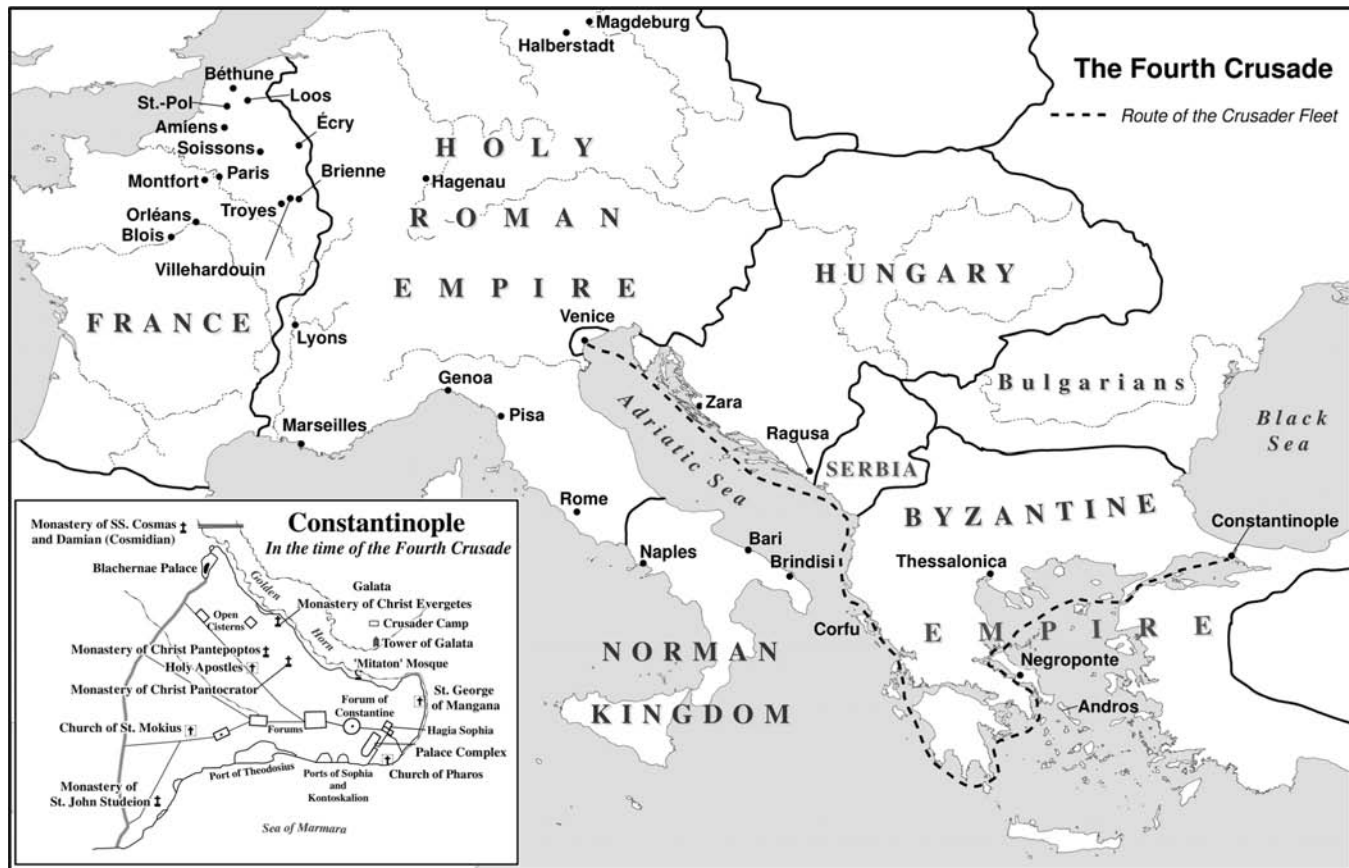 The Fourth Crusade
Route of the Crusader Fleet
Magdeburg
Halberstadt
Béthune
Loos
St.-Pol
Amiens
Écry
Soissons
HOLY
Paris
Brienne
Montfort
Hagenau
Troyes
Orléans
ROMAN
Blois
Villehardouin
HUNGARY
EMPIRE
FRANCE
Venice
Lyons
Genoa
Bulgarians
Pisa
Zara
Adriatic Sea
Black
Sea
Marseilles
Ragusa
SERBIA
Rome
BYZANTINE
Constantinople
Bari
Naples
Brindisi
Thessalonica
Corfu
EMPIRE
NORMAN
Negroponte
Andros
KINGDOM
Constantinople
In the time of the Fourth Crusade
Monastery of SS. Cosmas
and Damian (Cosmidian)
Blachernae Palace
Golden
Horn
Galata
Monastery of Christ Evergetes
Open
Cisterns
Crusader Camp
Tower of Galata
Monastery of Christ Pantepoptos
Holy Apostles
'Mitaton' Mosque
Monastery of Christ Pantocrator
St. George
of Mangana
Forum of
Constantine
Church of St. Mokius
Forums
Hagia Sophia
Palace Complex
Church of Pharos
Port of Theodosius
Ports of Sophia
and
Kontoskalion
Monastery of
St. John Studeion
Sea of Marmara